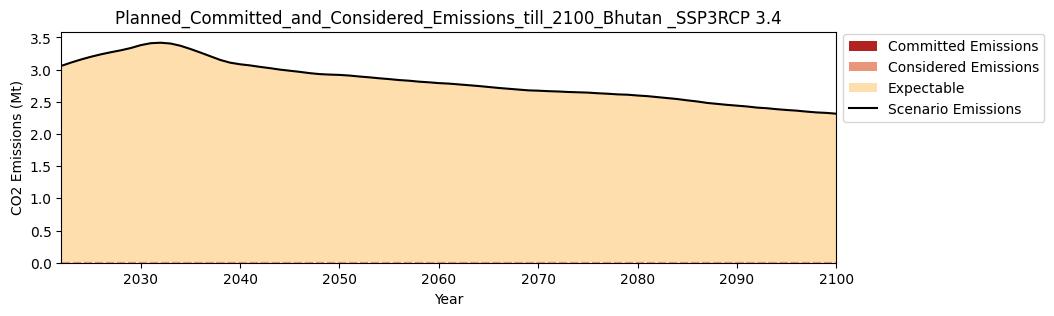 Planned_Committed_and_Considered_Emissions_till_2100_Bhutan _SSP3RCP 3.4
3.5
3.0
2.5
2.0
1.5
1.0
0.5
0.0
CO2 Emissions (Mt)
2030 2040 2050 2060 2070 2080 2090 2100
Year
Committed Emissions
Considered Emissions
Expectable
Scenario Emissions